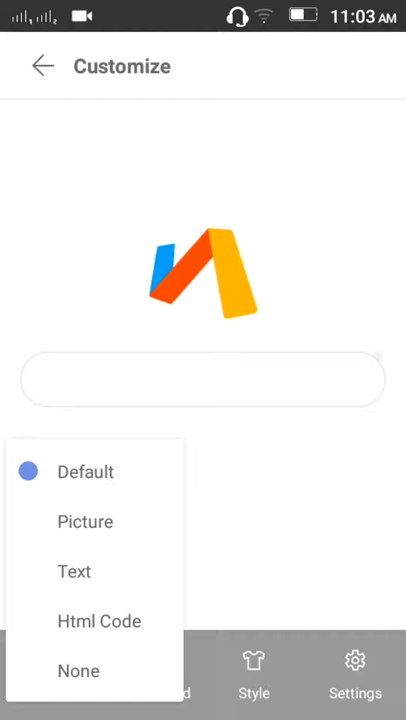 11:03 AM
Customize
Default
Picture
Text
Html Code
None
Style
Settings